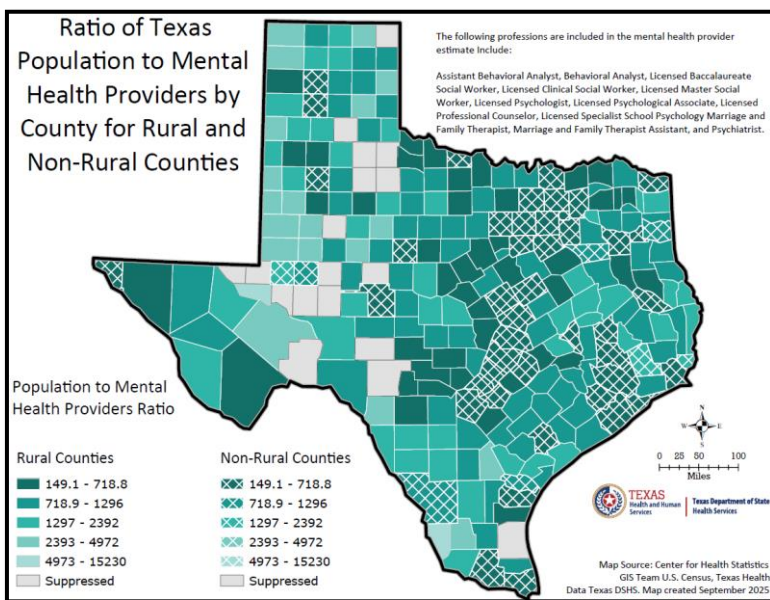 Ratio of Texas
Population to Mental
Health Providers by
County for Rural and
Non-Rural Counties
The following professions are included in the mental health provider
estimate Include:
Assistant Behavioral Analyst, Behavioral Analyst, Licensed Baccalaureate
Social Worker, Licensed Clinical Social Worker, Licensed Master Social
Worker, Licensed Psychologist, Licensed Psychological Associate, Licensed
Professional Counselor, Licensed Specialist School Psychology Marriage and
Family Therapist, Marriage and Family Therapist Assistant, and Psychiatrist.
Population to Mental
Health Providers Ratio
Rural Counties
149.1 - 718.8
718.9 - 1296
1297 - 2392
2393 - 4972
4973 - 15230
Suppressed
Non-Rural Counties
149.1 - 718.8
718.9 - 1296
1297 - 2392
2393 - 4972
4973 - 15230
Suppressed
N
W E
S
0 25 50 100
Miles
TEXAS
Health and Human
Services
Texas Department of State
Health Services
Map Source: Center for Health Statistics
GIS Team U.S. Census, Texas Health
Data Texas DSHS. Map created September 2025